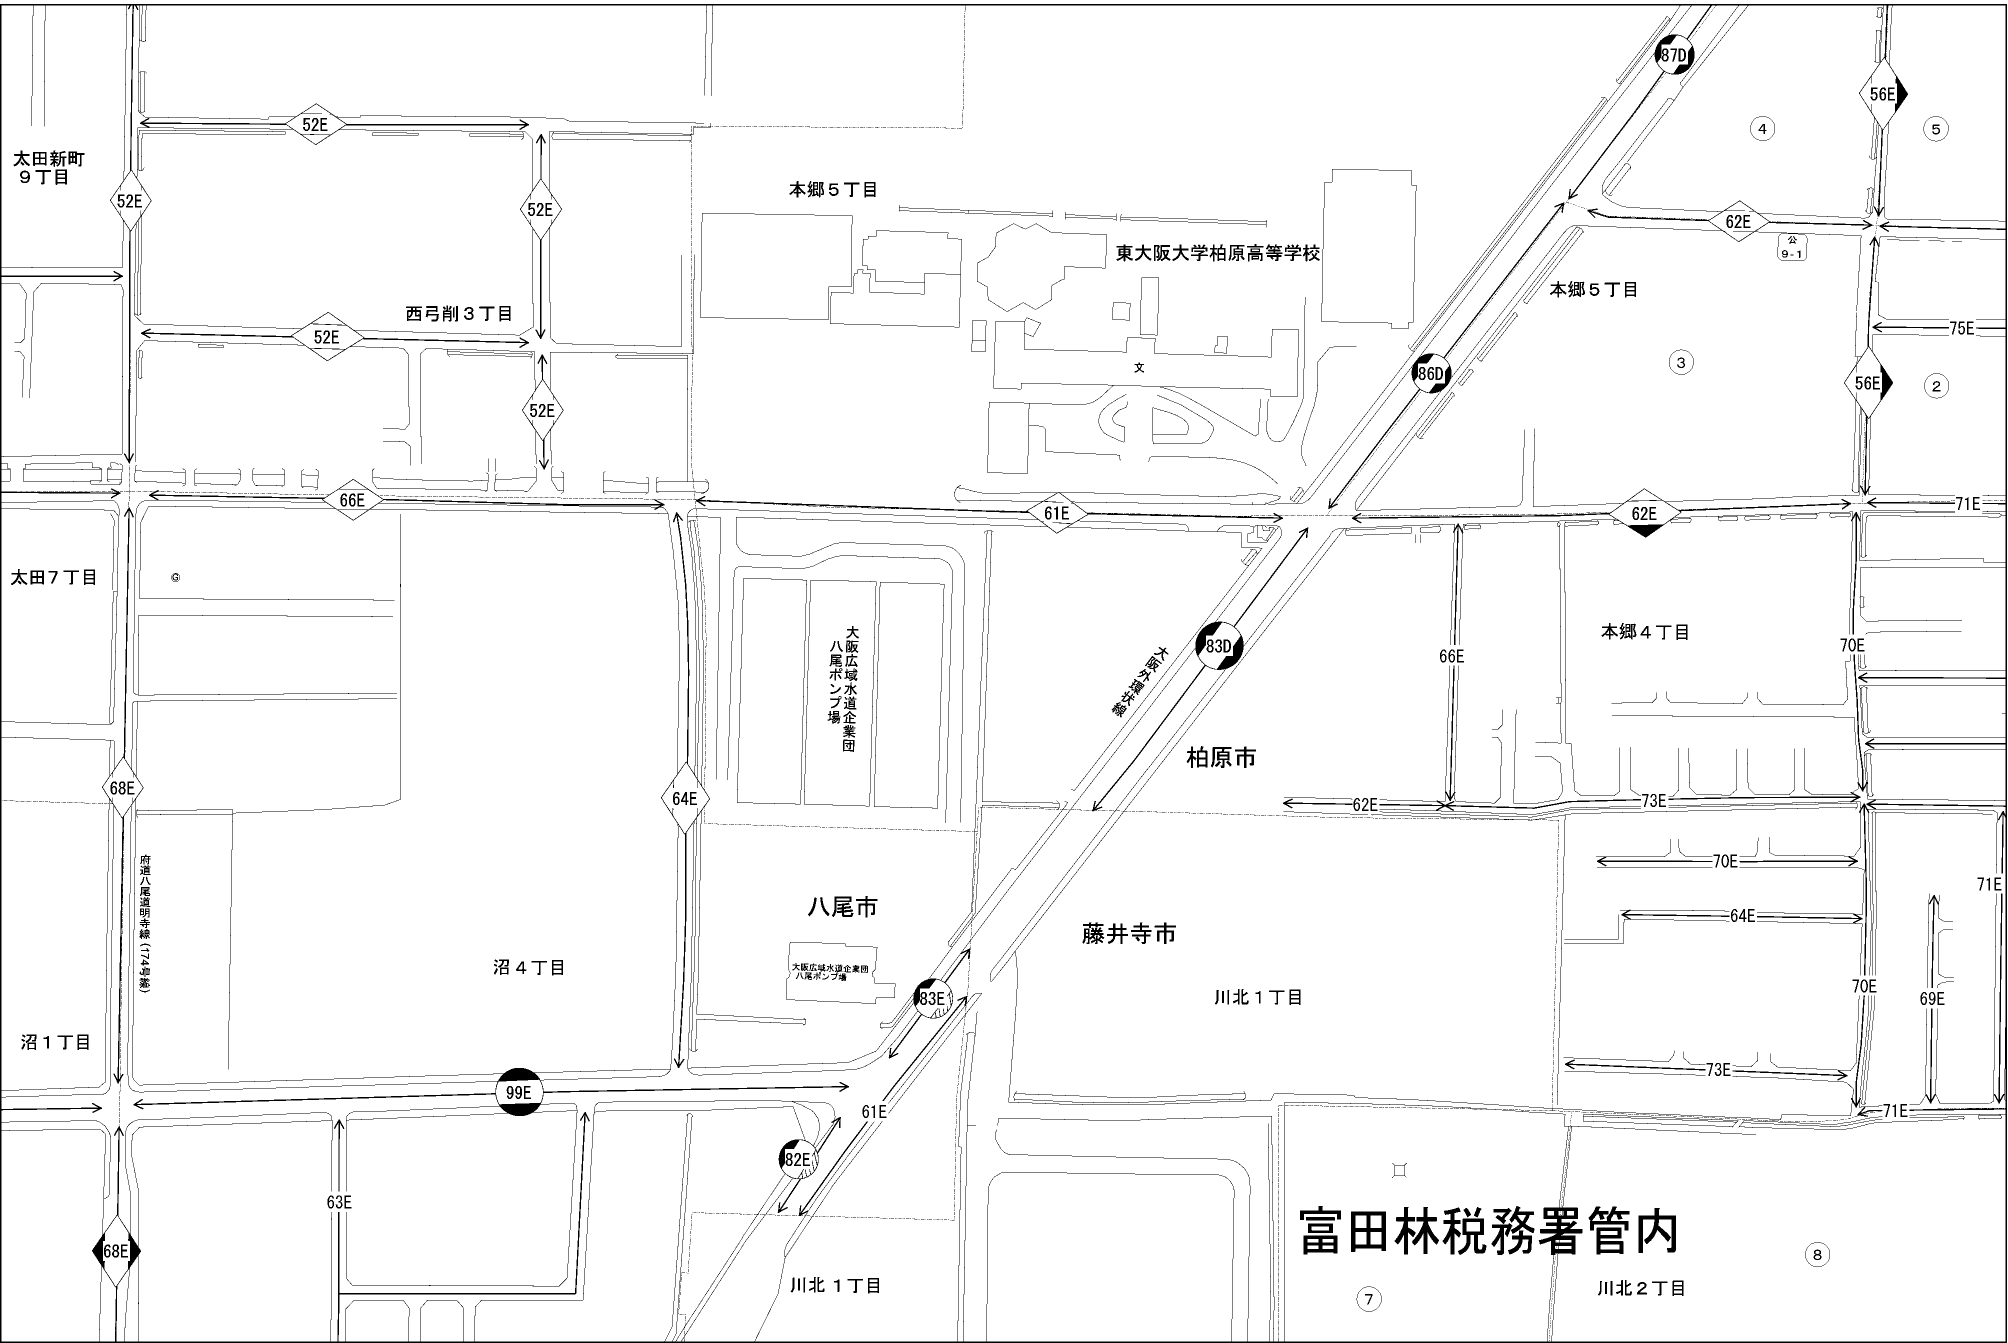 87D
56E
52E
④
⑤
太田新町
9丁目
52E
本郷5丁目
52E
52E
62E
公
9-1
東大阪大学柏原高等学校
本郷5丁目
西弓削3丁目
75E
52E
③
文
86D
56E
②
52E
66E
61E
62E
71E
太田7丁目
G
大阪広域水道企業団
八尾ポンプ場
本郷4丁目
83D
66E
70E
大阪外環状線
柏原市
68E
64E
62E
73E
70E
府道八尾道明寺線(174号線)
71E
八尾市
64E
藤井寺市
沼4丁目
大阪広域水道企業団
八尾ポンプ場
70E
83E
川北1丁目
69E
沼1丁目
73E
99E
61E
71E
82E
63E
富田林税務署管内
68E
⑧
川北1丁目
川北2丁目
⑦